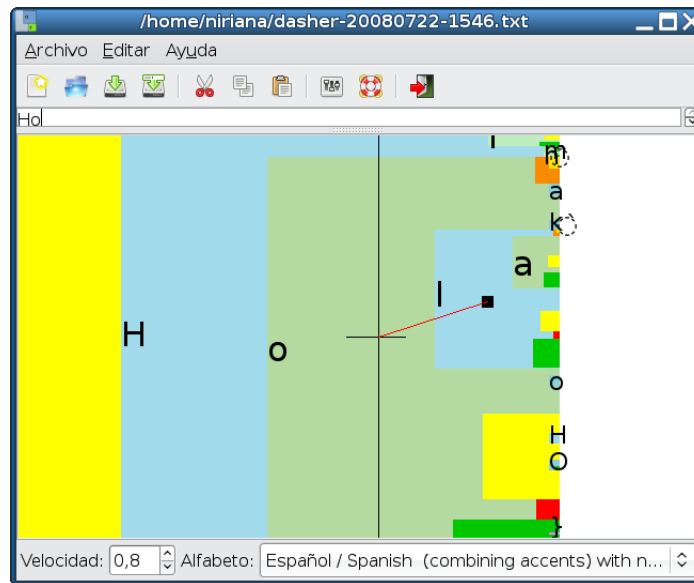 /home/niriana/dasher-20080722-1546.txt
Archivo Editar Ayuda
Ho
m
a
k
a
l
H
o
o
H
O
}
Velocidad: 0,8 Alfabeto: Español / Spanish (combining accents) with n...